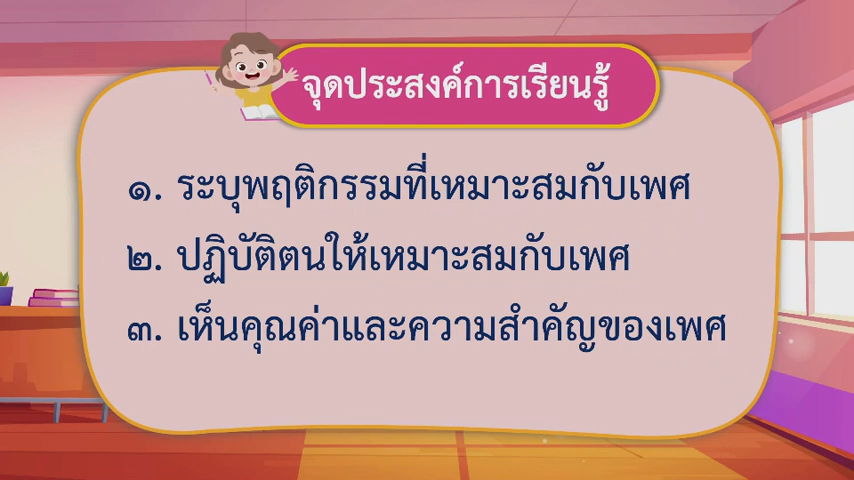 จุดประสงค์การเรียนรู้
๑. ระบุพฤติกรรมที่เหมาะสมกับเพศ
๒. ปฏิบัติตนให้เหมาะสมกับเพศ
๓. เห็นคุณค่าและความสำคัญของเพศ